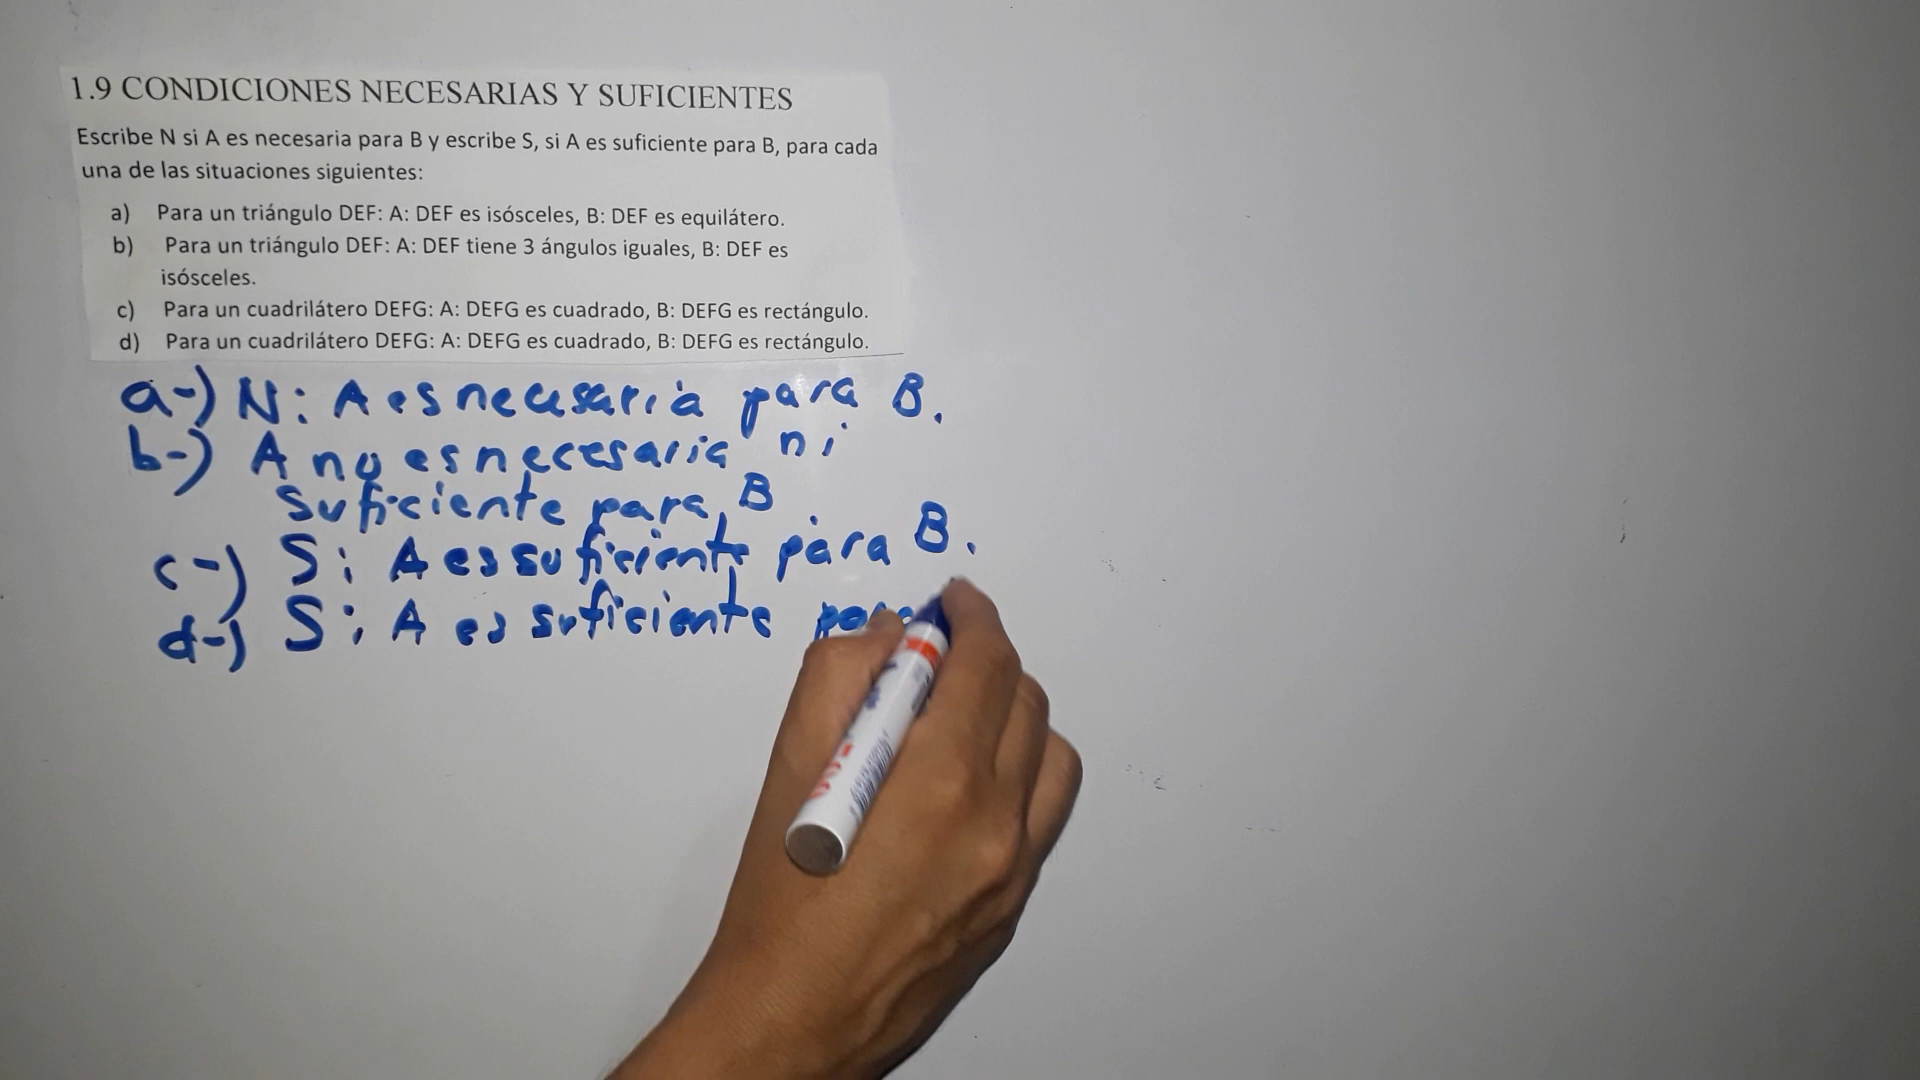 1.9 CONDICIONES NECESARIAS Y SUFICIENTES
Escribe N si A es necesaria para B y escribe S, si A es suficiente para B, para cada
una de las situaciones siguientes:
a) Para un triángulo DEF: A: DEF es isósceles, B: DEF es equilátero.
b) Para un triángulo DEF: A: DEF tiene 3 ángulos iguales, B: DEF es
isósceles.
c) Para un cuadrilátero DEFG: A: DEFG es cuadrado, B: DEFG es rectángulo.
d) Para un cuadrilátero DEFG: A: DEFG es cuadrado, B: DEFG es rectángulo.
a-) N: A es necesaria para B.
b-) A no es necesaria ni
suficiente para B
c-) S: A es suficiente para B.
d-) S: A es suficiente